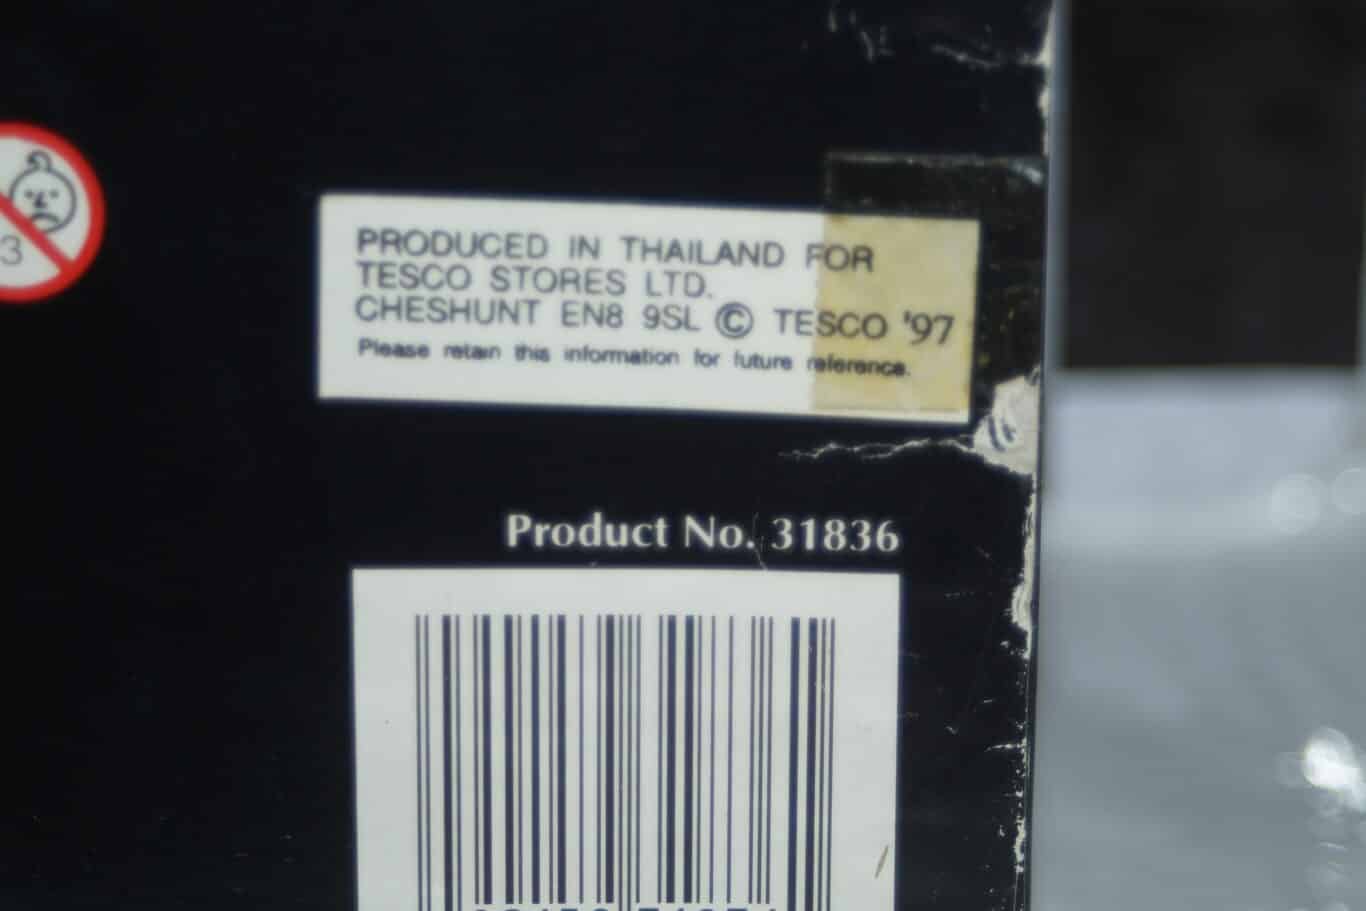 3
PRODUCED IN THAILAND FOR
TESCO STORES LTD.
CHESHUNT EN8 9SL © TESCO '97
Please retain this information for future reference.
Product No. 31836